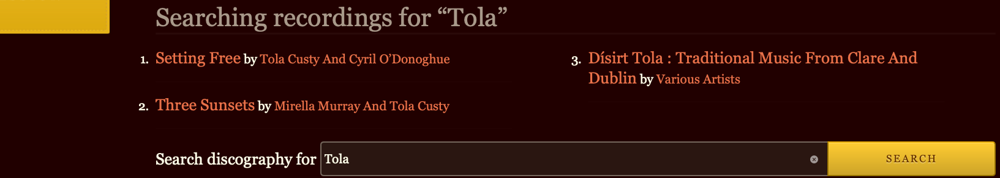 Searching recordings for “Tola”
1. Setting Free by Tola Custy And Cyril O’Donoghue
2. Three Sunsets by Mirella Murray And Tola Custy
3. Dísirt Tola : Traditional Music From Clare And
Dublin by Various Artists
Search discography for Tola SEARCH